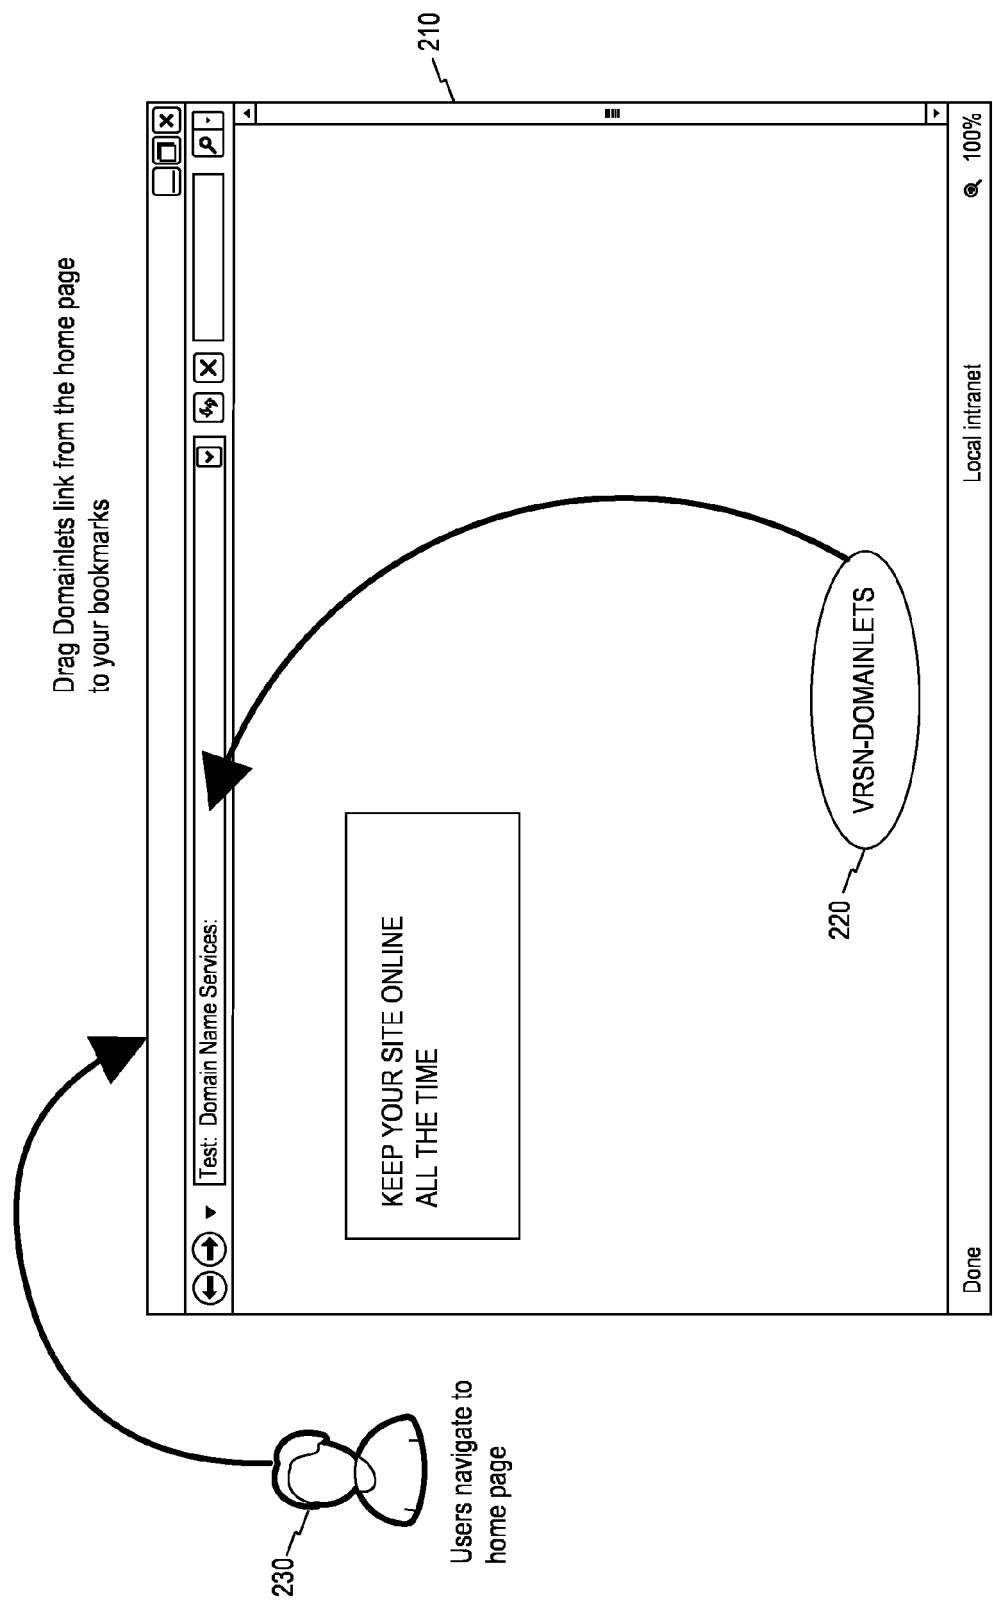 Drag Domainlets link from the home page
to your bookmarks
210
Test: Domain Name Services:
KEEP YOUR SITE ONLINE
ALL THE TIME
VRSN-DOMAINLETS
220
230
Users navigate to
home page
Done
Local intranet
100%